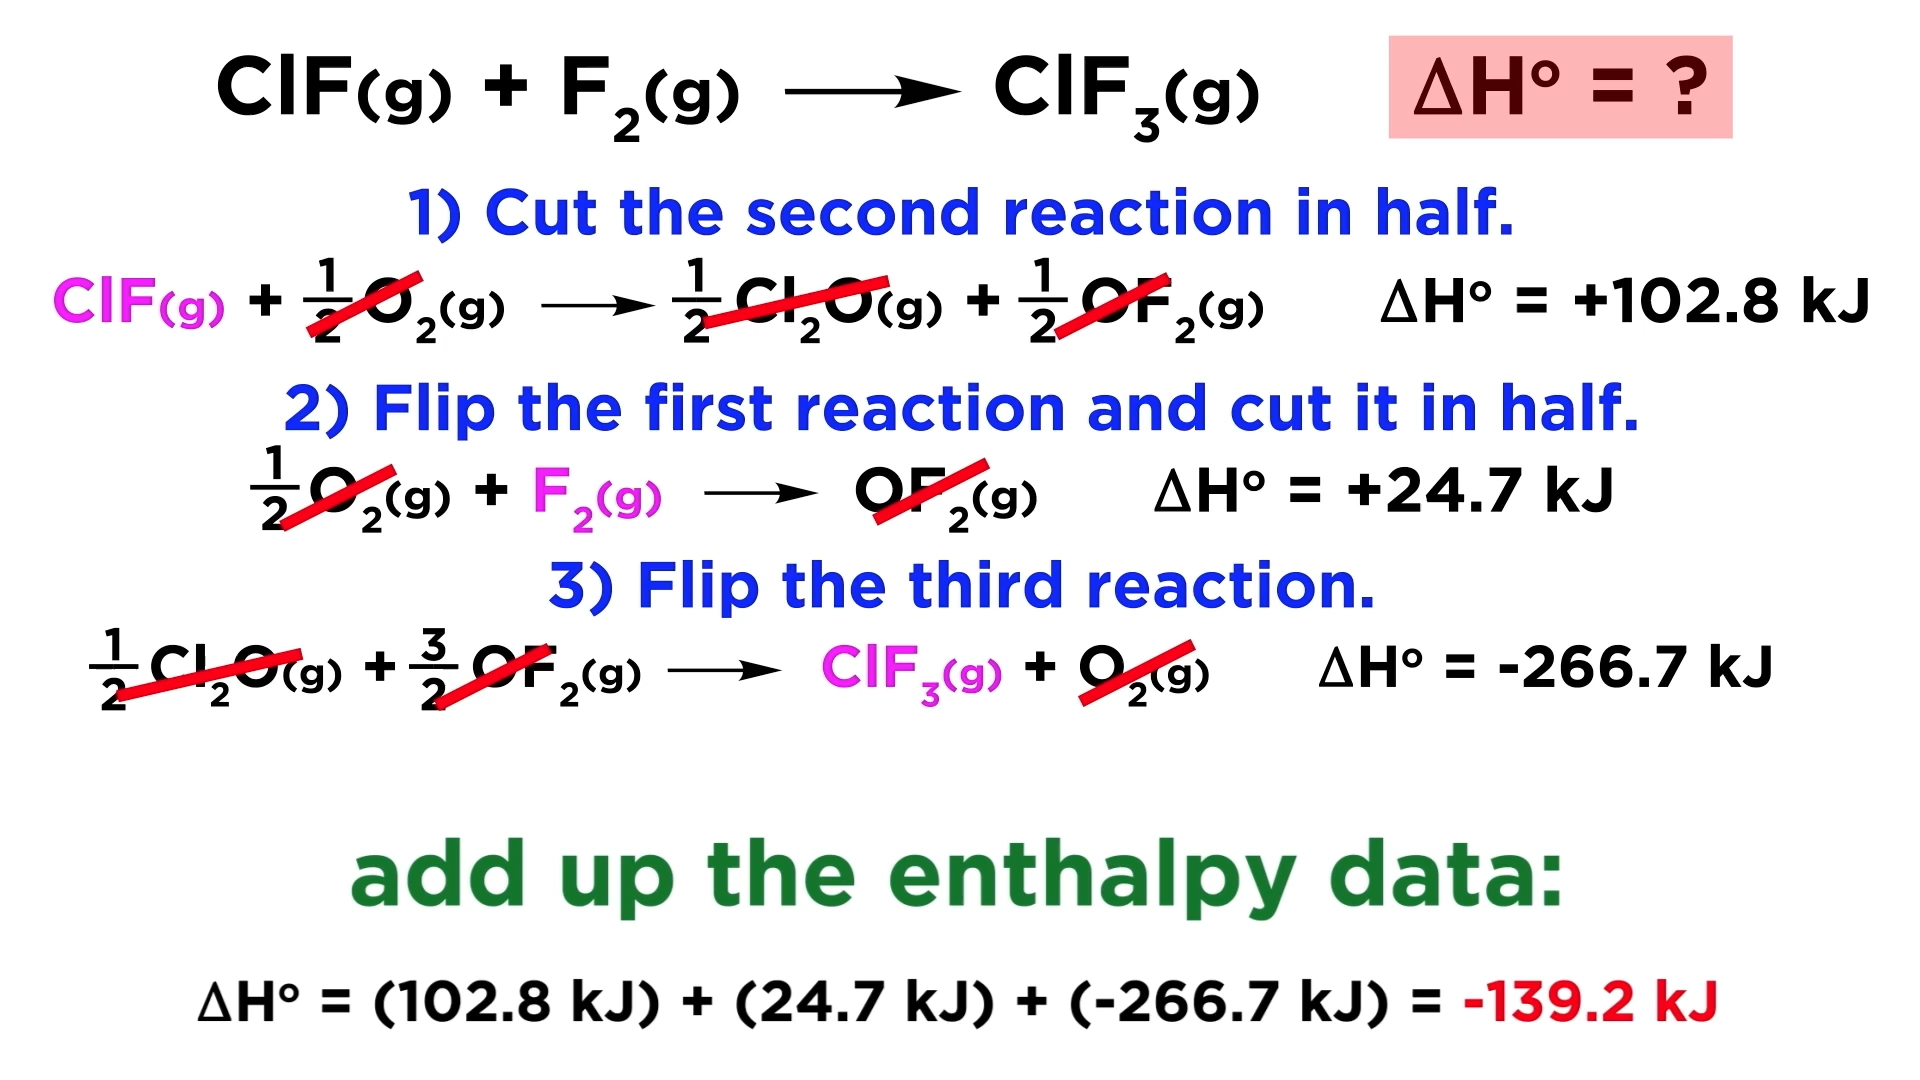 ClF(g) + F₂(g) ⟶ ClF₃(g) ΔH° = ?
1) Cut the second reaction in half.
ClF(g) + 1/2 O₂(g) ⟶ 1/2 Cl₂O(g) + 1/2 OF₂(g) ΔH° = +102.8 kJ
2) Flip the first reaction and cut it in half.
1/2 O₂(g) + F₂(g) ⟶ OF₂(g) ΔH° = +24.7 kJ
3) Flip the third reaction.
1/2 Cl₂O(g) + 3/2 OF₂(g) ⟶ ClF₃(g) + O₂(g) ΔH° = -266.7 kJ
add up the enthalpy data:
ΔH° = (102.8 kJ) + (24.7 kJ) + (-266.7 kJ) = -139.2 kJ